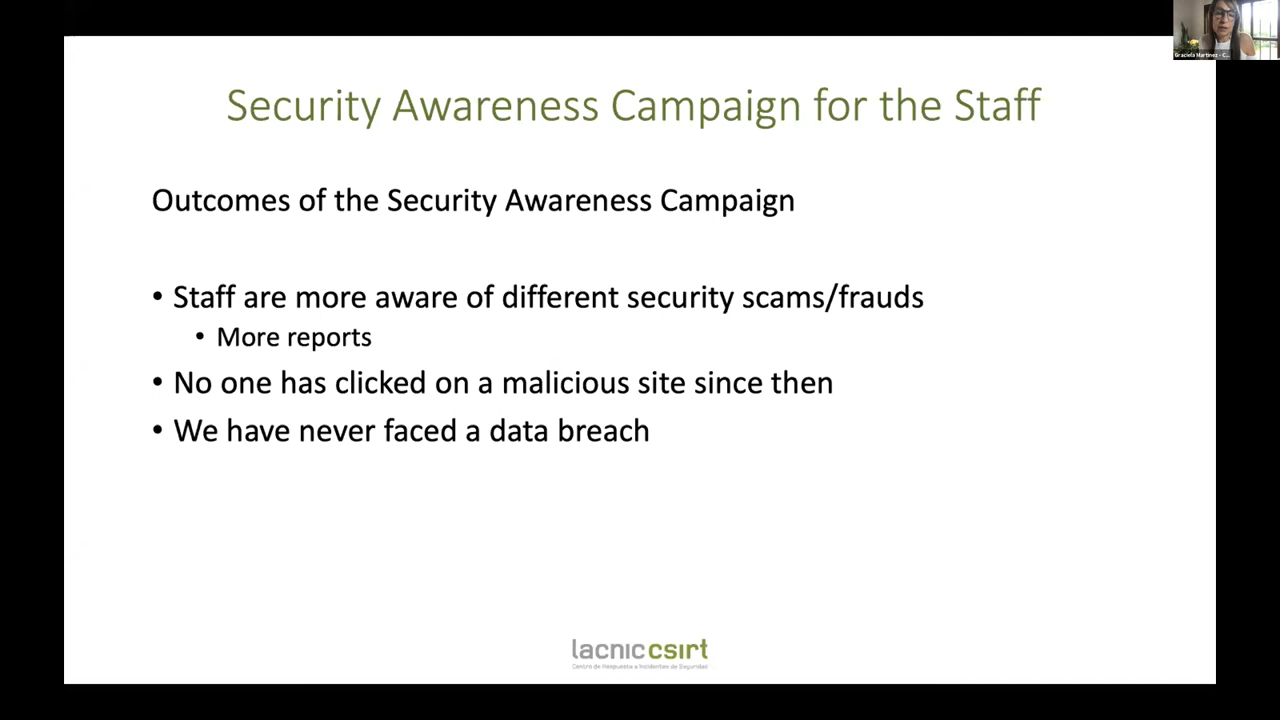 Graciela Martinez - C...
Security Awareness Campaign for the Staff
Outcomes of the Security Awareness Campaign
• Staff are more aware of different security scams/frauds
• More reports
• No one has clicked on a malicious site since then
• We have never faced a data breach
lacniccsirt
Centro de Respuesta a Incidentes de Seguridad